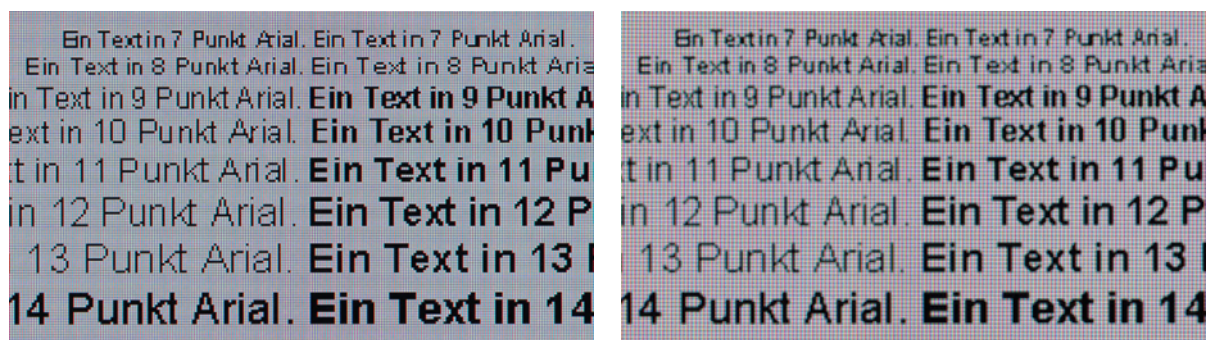 Ein Text in 7 Punkt Arial. Ein Text in 7 Punkt Arial.
Ein Text in 8 Punkt Arial. Ein Text in 8 Punkt Aria
in Text in 9 Punkt Arial. Ein Text in 9 Punkt A
ext in 10 Punkt Arial. Ein Text in 10 Punk
t in 11 Punkt Arial. Ein Text in 11 Pu
in 12 Punkt Arial. Ein Text in 12 P
13 Punkt Arial. Ein Text in 13
14 Punkt Arial. Ein Text in 14
Ein Text in 7 Punkt Arial. Ein Text in 7 Punkt Arial.
Ein Text in 8 Punkt Arial. Ein Text in 8 Punkt Aria
in Text in 9 Punkt Arial. Ein Text in 9 Punkt A
ext in 10 Punkt Arial. Ein Text in 10 Punk
t in 11 Punkt Arial. Ein Text in 11 Pu
in 12 Punkt Arial. Ein Text in 12 P
13 Punkt Arial. Ein Text in 13
14 Punkt Arial. Ein Text in 14